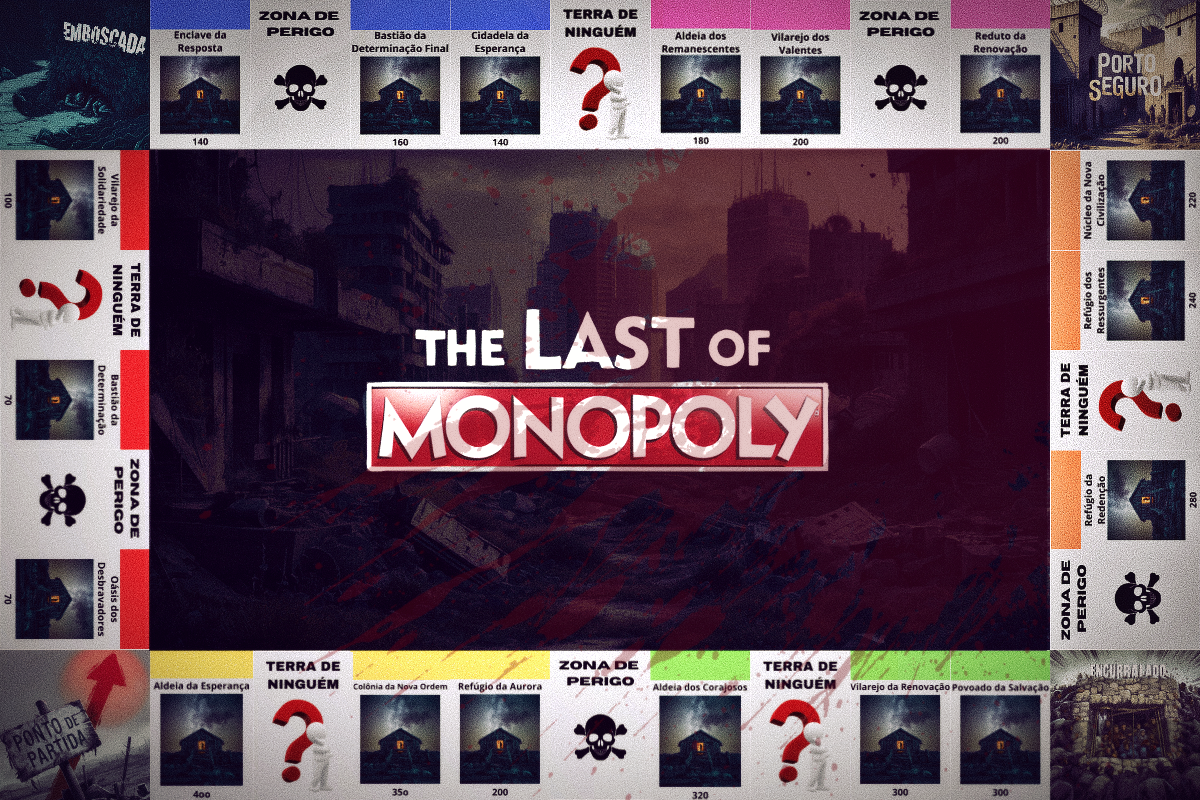 EMBOSCADA
Enclave da
Resposta
140
ZONA DE
PERIGO
Bastião da
Determinação Final
160
Cidadela da
Esperança
140
TERRA DE
NINGUÉM
?
Aldeia dos
Remanescentes
180
Vilarejo dos
Valentes
200
ZONA DE
PERIGO
Reduto da
Renovação
200
PORTO
SEGURO
Vilarejo da
Solidariedade
100
TERRA DE
NINGUÉM
?
Bastião da
Determinação
70
ZONA DE
PERIGO
Oásis dos
Desbravadores
70
THE LAST OF
MONOPOLY
Núcleo da Nova
Civilização
220
Refúgio dos
Ressurgentes
240
TERRA DE
NINGUÉM
?
Refúgio da
Redenção
280
ZONA DE
PERIGO
PONTO DE
PARTIDA
Aldeia da Esperança
4oo
TERRA DE
NINGUÉM
?
Colônia da Nova Ordem
35o
Refúgio da Aurora
200
ZONA DE
PERIGO
Aldeia dos Corajosos
320
TERRA DE
NINGUÉM
?
Vilarejo da Renovação
300
Povoado da Salvação
300
ENCURRALADO